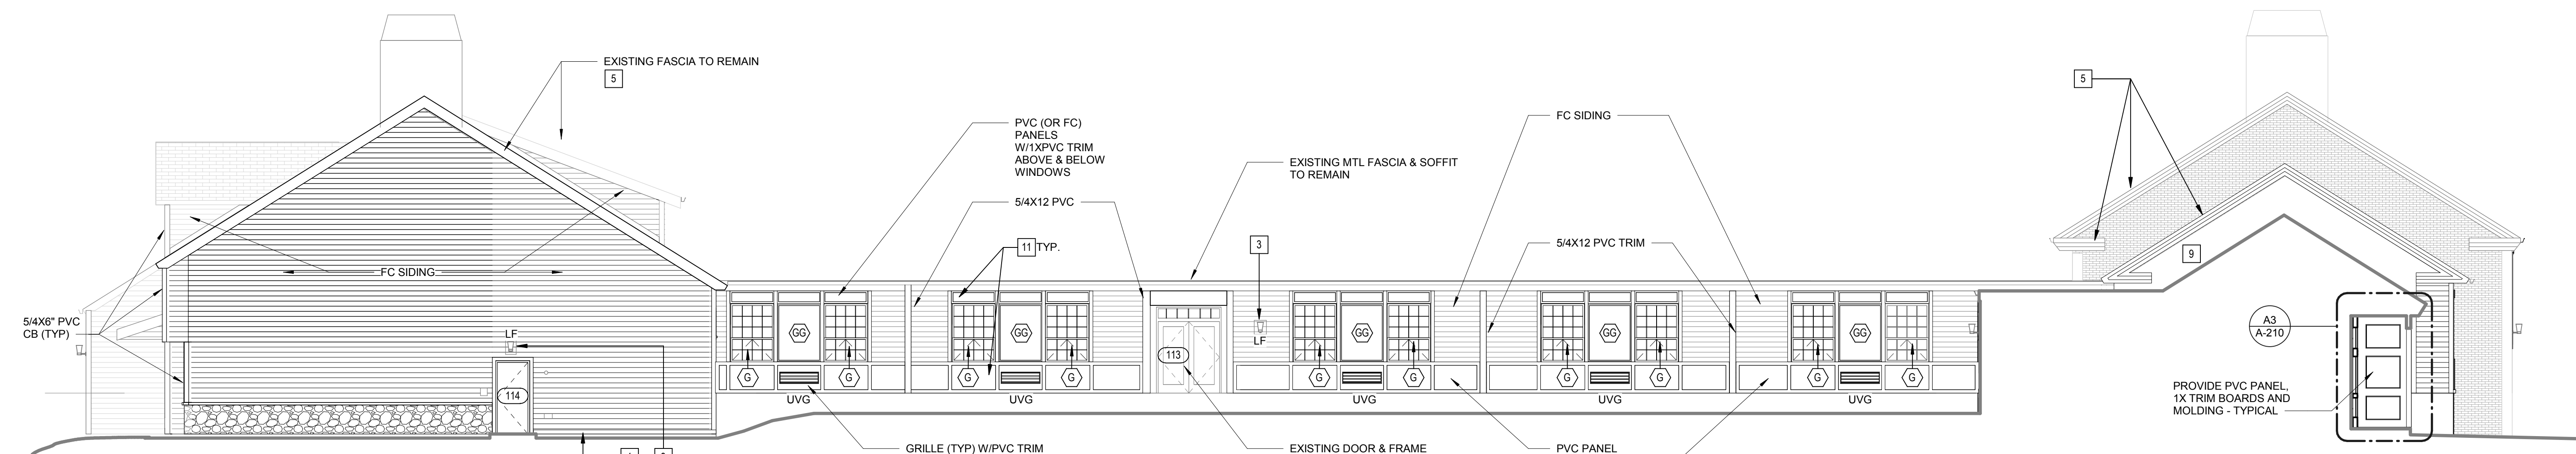 EXISTING FASCIA TO REMAIN
5
PVC (OR FC)
PANELS
W/1XPVC TRIM
ABOVE & BELOW
WINDOWS
5/4X12 PVC
11 TYP.
EXISTING MTL FASCIA & SOFFIT
TO REMAIN
3
FC SIDING
5/4X12 PVC TRIM
5
9
FC SIDING
5/4X6" PVC
CB (TYP)
LF
114
GG
GG
113
LF
GG
GG
GG
G
G
G
G
G
G
G
G
G
G
UVG
UVG
UVG
UVG
UVG
A3
A-210
PROVIDE PVC PANEL,
1X TRIM BOARDS AND
MOLDING - TYPICAL
GRILLE (TYP) W/PVC TRIM
EXISTING DOOR & FRAME
PVC PANEL